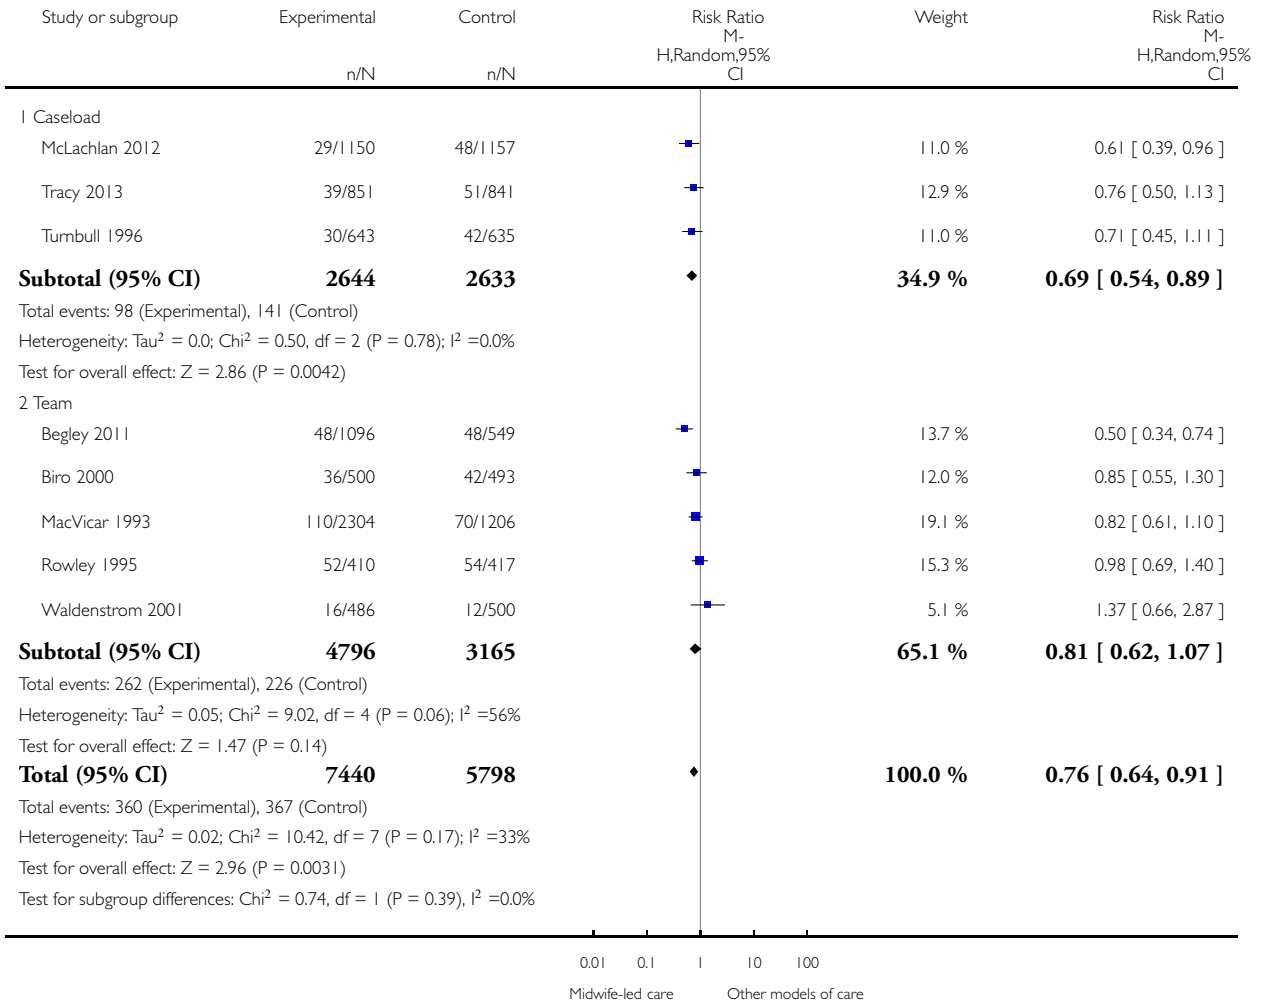 Study or subgroup Experimental Control Risk Ratio Weight Risk Ratio
M- M-
H,Random,95% H,Random,95%
n/N n/N CI CI
1 Caseload
McLachlan 2012 29/1150 48/1157 11.0 % 0.61 [ 0.39, 0.96 ]
Tracy 2013 39/851 51/841 12.9 % 0.76 [ 0.50, 1.13 ]
Turnbull 1996 30/643 42/635 11.0 % 0.71 [ 0.45, 1.11 ]
Subtotal (95% CI) 2644 2633 34.9 % 0.69 [ 0.54, 0.89 ]
Total events: 98 (Experimental), 141 (Control)
Heterogeneity: Tau² = 0.0; Chi² = 0.50, df = 2 (P = 0.78); I² =0.0%
Test for overall effect: Z = 2.86 (P = 0.0042)
2 Team
Begley 2011 48/1096 48/549 13.7 % 0.50 [ 0.34, 0.74 ]
Biro 2000 36/500 42/493 12.0 % 0.85 [ 0.55, 1.30 ]
MacVicar 1993 110/2304 70/1206 19.1 % 0.82 [ 0.61, 1.10 ]
Rowley 1995 52/410 54/417 15.3 % 0.98 [ 0.69, 1.40 ]
Waldenstrom 2001 16/486 12/500 5.1 % 1.37 [ 0.66, 2.87 ]
Subtotal (95% CI) 4796 3165 65.1 % 0.81 [ 0.62, 1.07 ]
Total events: 262 (Experimental), 226 (Control)
Heterogeneity: Tau² = 0.05; Chi² = 9.02, df = 4 (P = 0.06); I² =56%
Test for overall effect: Z = 1.47 (P = 0.14)
Total (95% CI) 7440 5798 100.0 % 0.76 [ 0.64, 0.91 ]
Total events: 360 (Experimental), 367 (Control)
Heterogeneity: Tau² = 0.02; Chi² = 10.42, df = 7 (P = 0.17); I² =33%
Test for overall effect: Z = 2.96 (P = 0.0031)
Test for subgroup differences: Chi² = 0.74, df = 1 (P = 0.39), I² =0.0%
0.01 0.1 1 10 100
Midwife-led care Other models of care